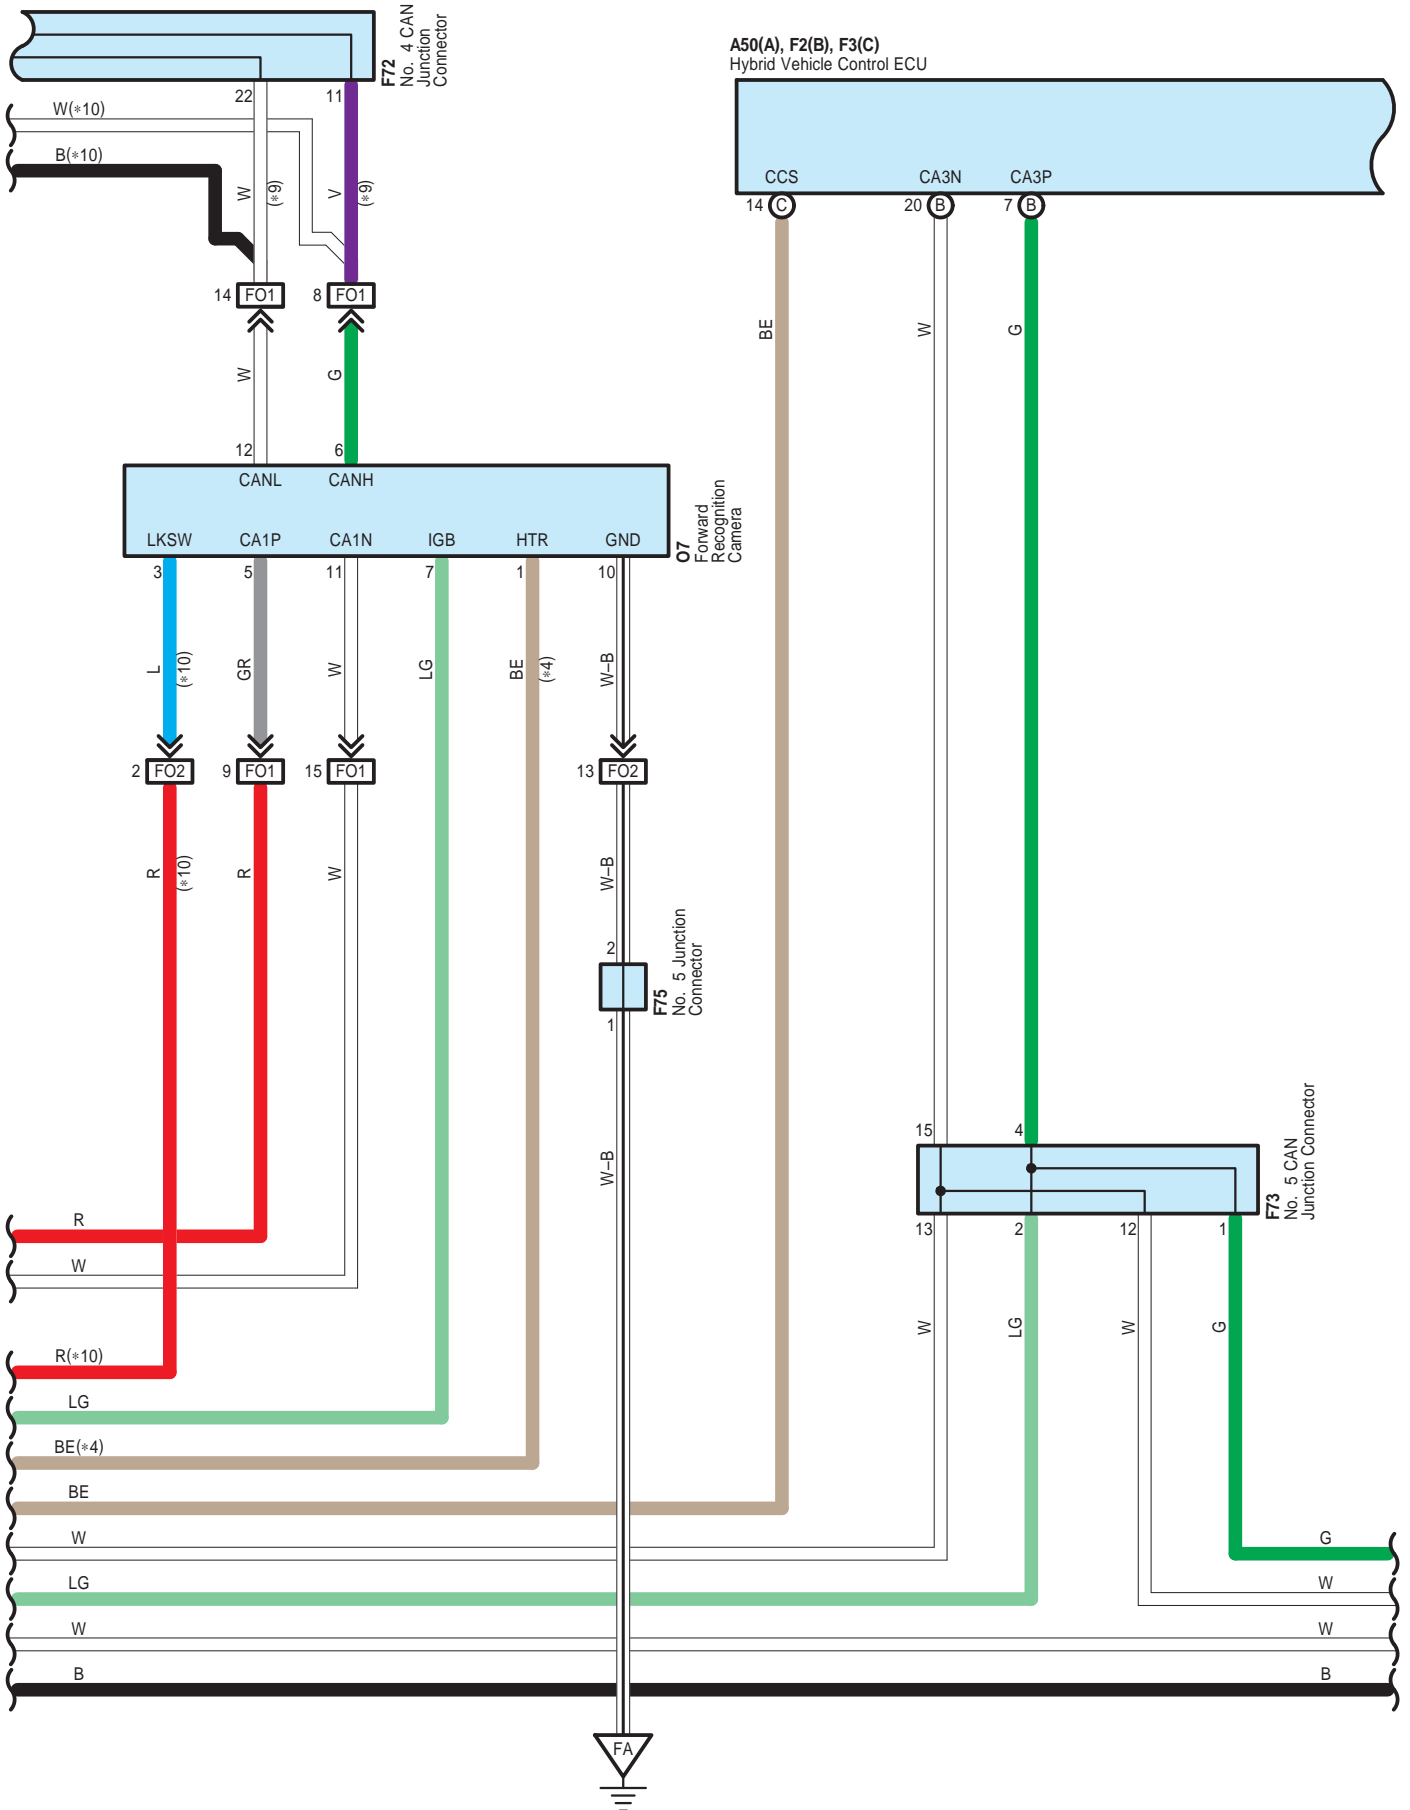 F72
No. 4 CAN
Junction
Connector
A50(A), F2(B), F3(C)
Hybrid Vehicle Control ECU
22
11
W(*10)
B(*10)
W
(*9)
V
(*9)
CCS
CA3N
CA3P
14
C
20
B
7
B
14
FO1
8
FO1
BE
W
G
W
G
12
6
CANL
CANH
LKSW
CA1P
CA1N
IGB
HTR
GND
O7
Forward
Recognition
Camera
3
5
11
7
1
10
L
(*10)
GR
W
LG
BE
(*4)
W–B
2
FO2
9
FO1
15
FO1
13
FO2
R
(*10)
R
W
W–B
2
F75
No. 5 Junction
Connector
1
15
4
F73
No. 5 CAN
Junction Connector
W–B
13
2
12
1
R
W
W
LG
W
G
R(*10)
LG
BE(*4)
BE
W
G
LG
W
W
W
B
B
FA